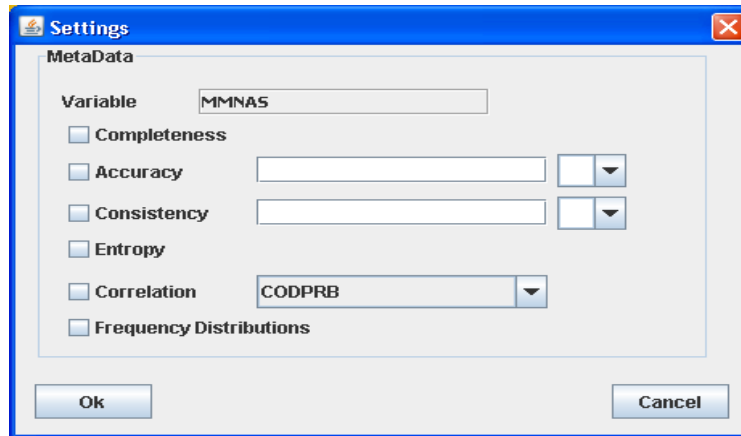 Settings
MetaData
Variable MMNAS
Completeness
Accuracy
Consistency
Entropy
Correlation CODPRB
Frequency Distributions
Ok Cancel